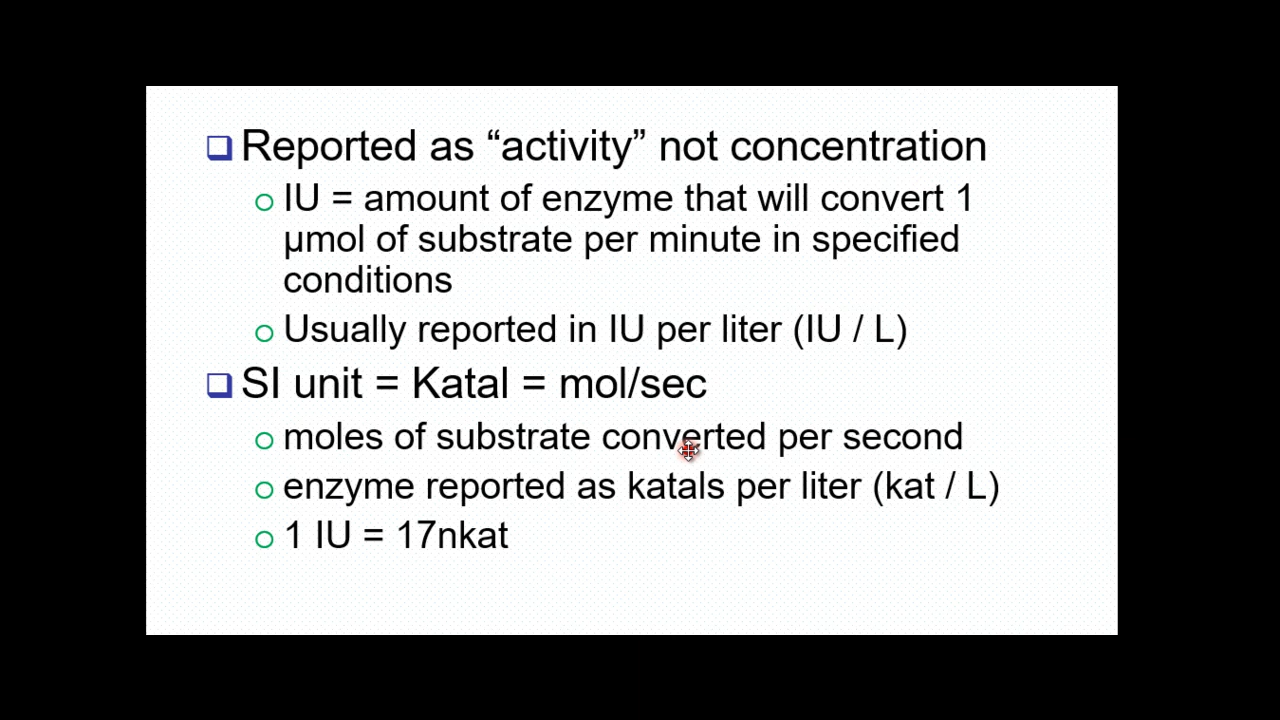 Reported as “activity” not concentration
IU = amount of enzyme that will convert 1
μmol of substrate per minute in specified
conditions
Usually reported in IU per liter (IU / L)
SI unit = Katal = mol/sec
moles of substrate converted per second
enzyme reported as katals per liter (kat / L)
1 IU = 17nkat